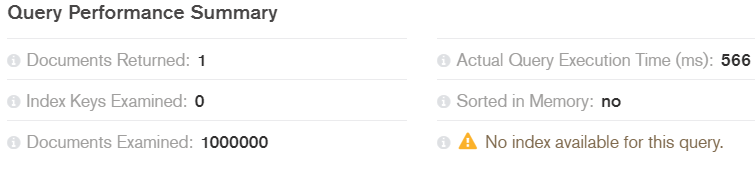 Query Performance Summary
Documents Returned: 1
Actual Query Execution Time (ms): 566
Index Keys Examined: 0
Sorted in Memory: no
Documents Examined: 1000000
No index available for this query.